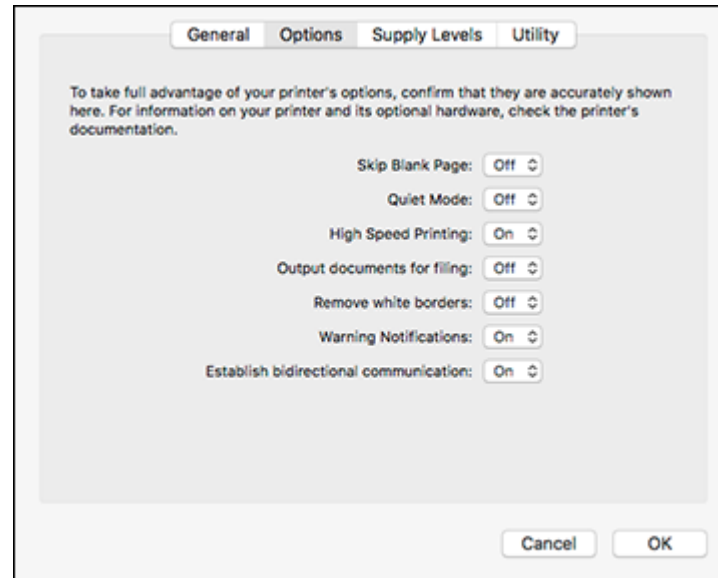 General Options Supply Levels Utility
To take full advantage of your printer's options, confirm that they are accurately shown
here. For information on your printer and its optional hardware, check the printer's
documentation.
Skip Blank Page: Off
Quiet Mode: Off
High Speed Printing: On
Output documents for filing: Off
Remove white borders: Off
Warning Notifications: On
Establish bidirectional communication: On
Cancel OK